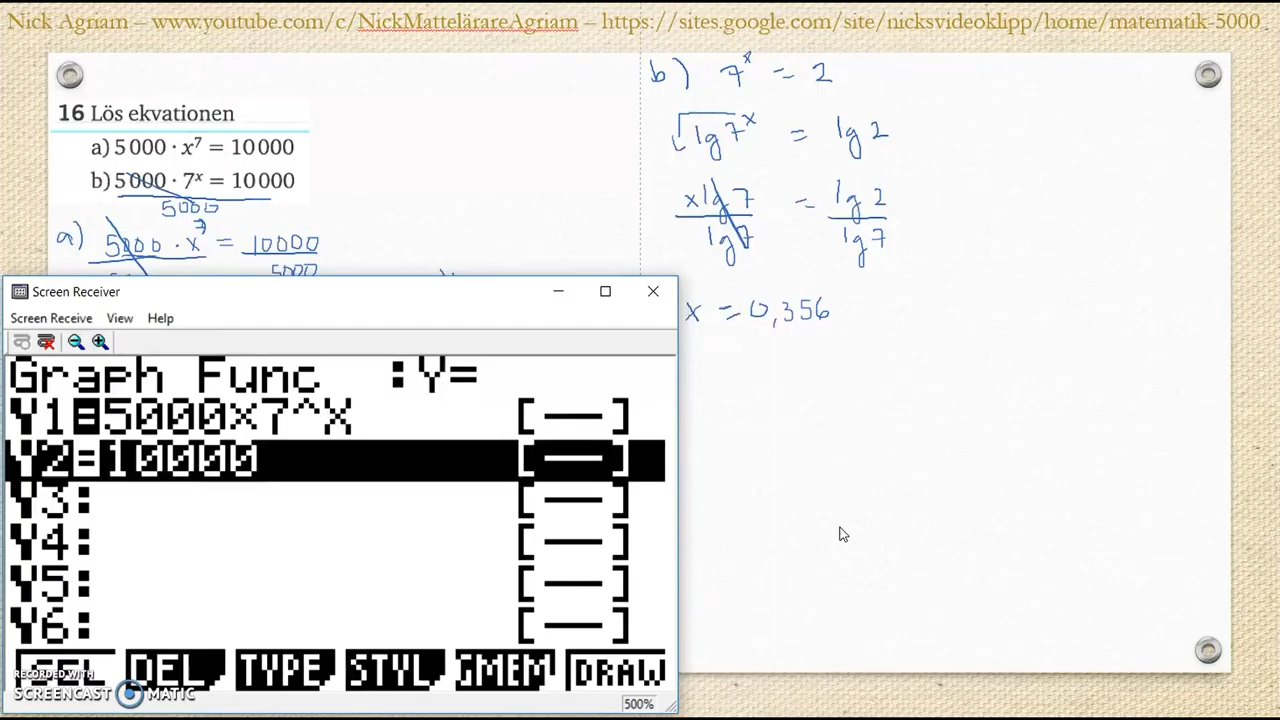 Nick Agriam – www.youtube.com/c/NickMattelärareAgriam – https://sites.google.com/site/nicksvideoklipp/home/matematik-5000
16 Lös ekvationen
a) 5 000 · x⁷ = 10 000
b) 5 000 · 7ˣ = 10 000
5000
a) 5000 · x⁷ = 10000
5000
b) 7ˣ = 2
lg 7ˣ = lg 2
x lg 7 = lg 2
lg 7 lg 7
x = 0,356
Screen Receiver
Screen Receive View Help
Graph Func :Y=
Y1=5000×7^X [—]
Y2=10000 [—]
Y3: [—]
Y4: [—]
Y5: [—]
Y6: [—]
SEL DEL TYPE STYL GMEM DRAW
RECORDED WITH
SCREENCAST MATIC
500%